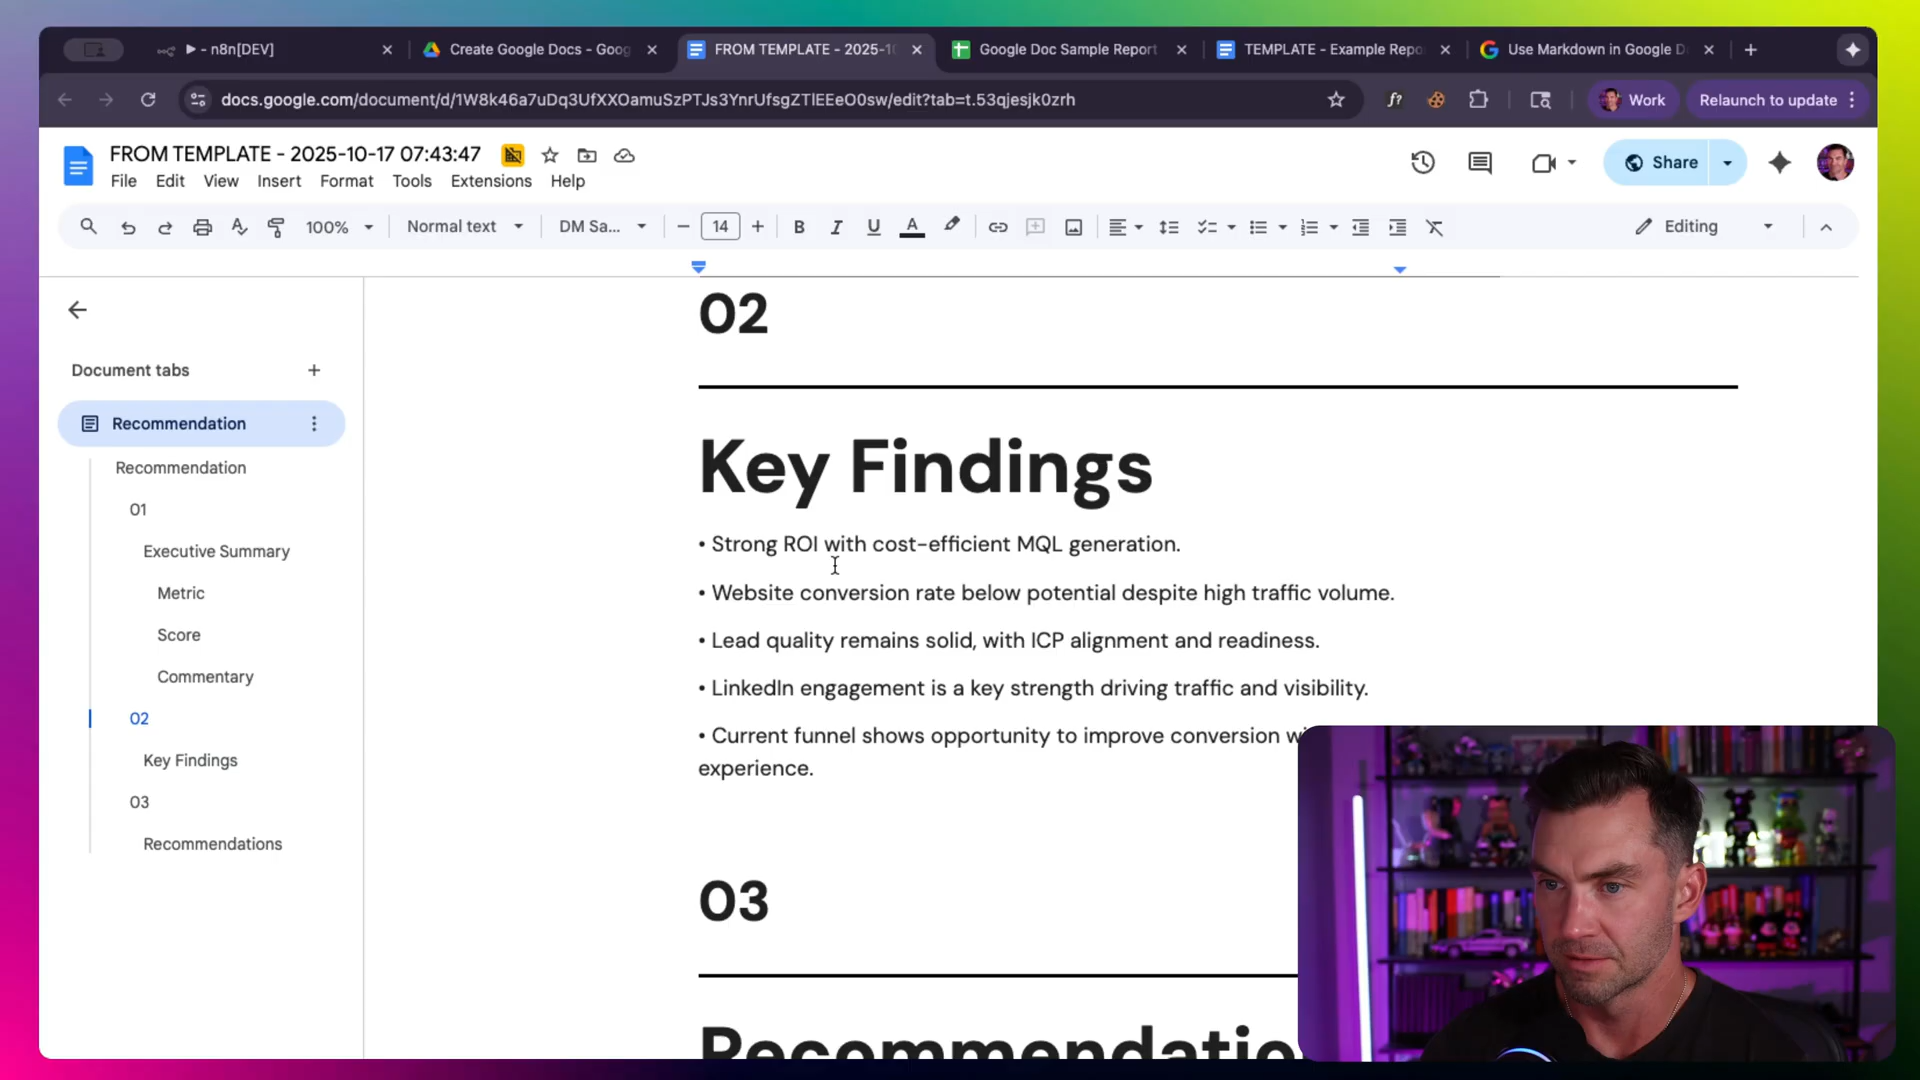 - n8n[DEV]
Create Google Docs - Goog
FROM TEMPLATE - 2025-1
Google Doc Sample Report
TEMPLATE - Example Repo
Use Markdown in Google D
docs.google.com/document/d/1W8k46a7uDq3UfXXOamuSzPTJs3YnrUfsgZTlEEeO0sw/edit?tab=t.53qjesjk0zrh
f?
Work
Relaunch to update
FROM TEMPLATE - 2025-10-17 07:43:47
File Edit View Insert Format Tools Extensions Help
Share
100%
Normal text
DM Sa...
14
B I U A
Editing
Document tabs
Recommendation
Recommendation
01
Executive Summary
Metric
Score
Commentary
02
Key Findings
03
Recommendations
02
Key Findings
• Strong ROI with cost-efficient MQL generation.
• Website conversion rate below potential despite high traffic volume.
• Lead quality remains solid, with ICP alignment and readiness.
• LinkedIn engagement is a key strength driving traffic and visibility.
• Current funnel shows opportunity to improve conversion wi
experience.
03
Recommendatio